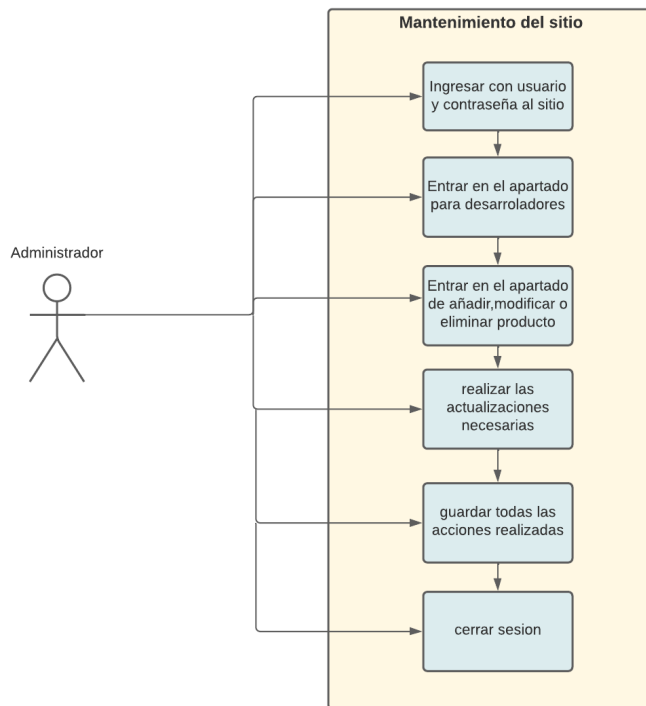 Mantenimiento del sitio
Ingresar con usuario
y contraseña al sitio
Entrar en el apartado
para desarroladores
Administrador
Entrar en el apartado
de añadir,modificar o
eliminar producto
realizar las
actualizaciones
necesarias
guardar todas las
acciones realizadas
cerrar sesion